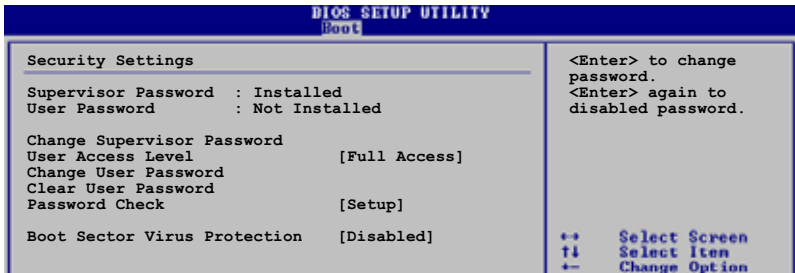 BIOS SETUP UTILITY
Boot
Security Settings
Supervisor Password : Installed
User Password : Not Installed
Change Supervisor Password
User Access Level [Full Access]
Change User Password
Clear User Password
Password Check [Setup]
Boot Sector Virus Protection [Disabled]
<Enter> to change
password.
<Enter> again to
disabled password.
←→ Select Screen
↑↓ Select Item
+- Change Option